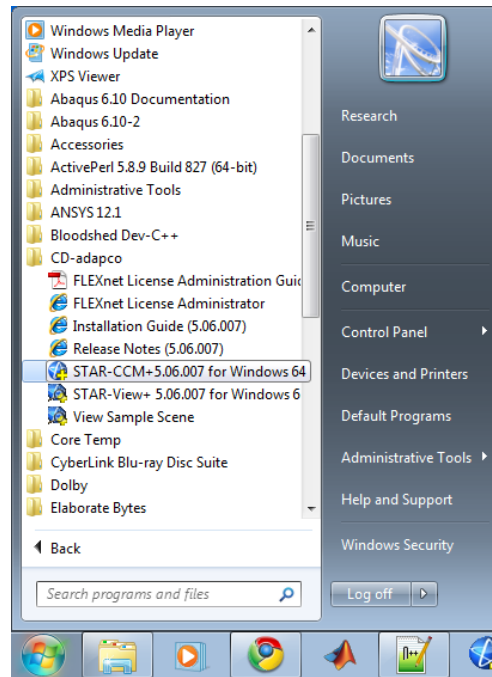 Windows Media Player
Windows Update
XPS Viewer
Abaqus 6.10 Documentation
Abaqus 6.10-2
Accessories
ActivePerl 5.8.9 Build 827 (64-bit)
Administrative Tools
ANSYS 12.1
Bloodshed Dev-C++
CD-adapco
FLEXnet License Administration Guid
FLEXnet License Administrator
Installation Guide (5.06.007)
Release Notes (5.06.007)
STAR-CCM+5.06.007 for Windows 64
STAR-View+ 5.06.007 for Windows 6
View Sample Scene
Core Temp
CyberLink Blu-ray Disc Suite
Dolby
Elaborate Bytes
Back
Search programs and files
Research
Documents
Pictures
Music
Computer
Control Panel
Devices and Printers
Default Programs
Administrative Tools
Help and Support
Windows Security
Log off